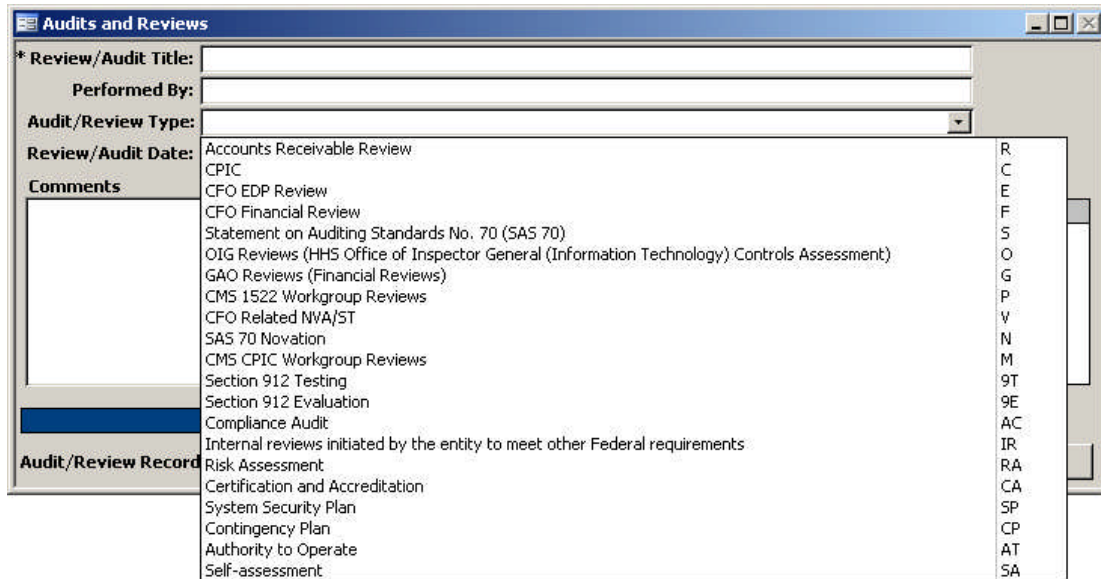 Audits and Reviews
* Review/Audit Title:
Performed By:
Audit/Review Type:
Review/Audit Date:
Comments
Audit/Review Record
Accounts Receivable Review R
CPIC C
CFO EDP Review E
CFO Financial Review F
Statement on Auditing Standards No. 70 (SAS 70) S
OIG Reviews (HHS Office of Inspector General (Information Technology) Controls Assessment) O
GAO Reviews (Financial Reviews) G
CMS 1522 Workgroup Reviews P
CFO Related NVA/ST V
SAS 70 Novation N
CMS CPIC Workgroup Reviews M
Section 912 Testing 9T
Section 912 Evaluation 9E
Compliance Audit AC
Internal reviews initiated by the entity to meet other Federal requirements IR
Risk Assessment RA
Certification and Accreditation CA
System Security Plan SP
Contingency Plan CP
Authority to Operate AT
Self-assessment SA